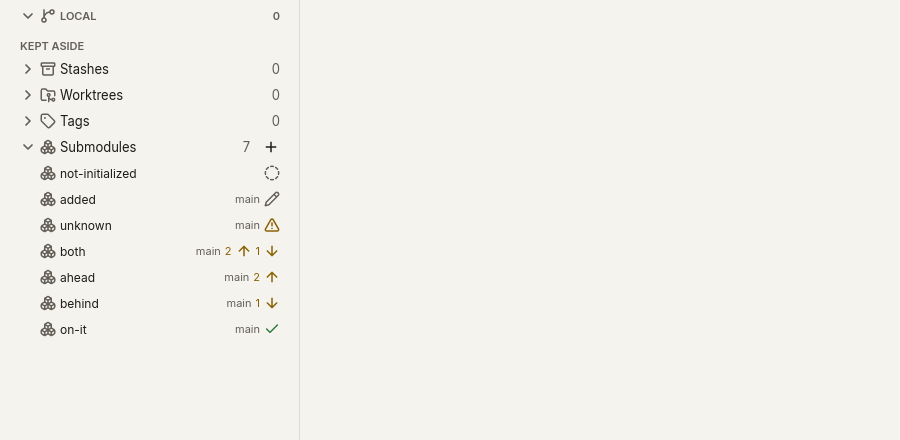 LOCAL 0
KEPT ASIDE
Stashes 0
Worktrees 0
Tags 0
Submodules 7
not-initialized
added main
unknown main
both main 2 1
ahead main 2
behind main 1
on-it main